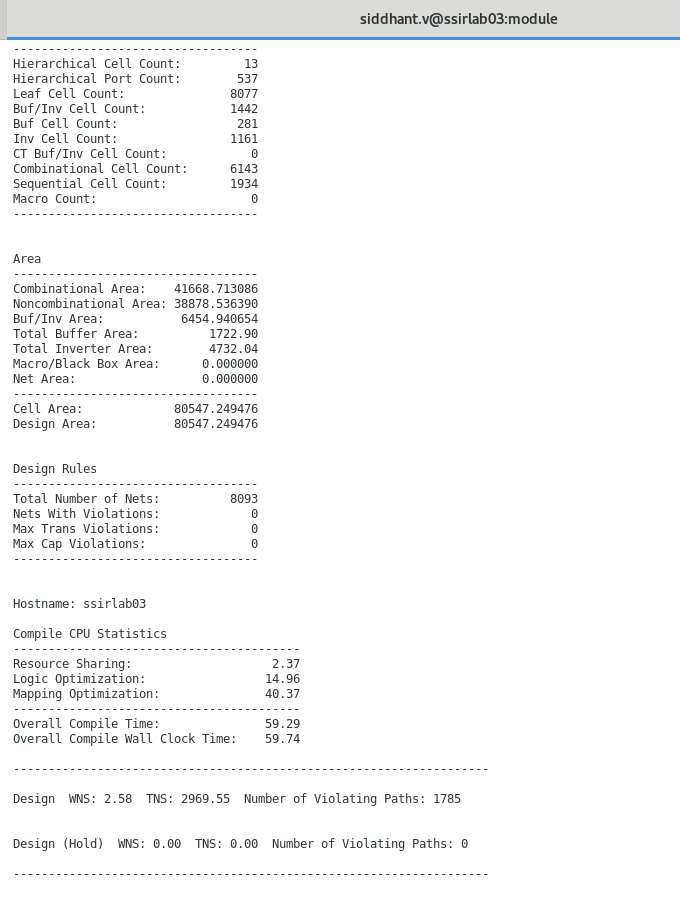 siddhant.v@ssirlab03:module
-----------------------------------
Hierarchical Cell Count:         13
Hierarchical Port Count:        537
Leaf Cell Count:               8077
Buf/Inv Cell Count:            1442
Buf Cell Count:                 281
Inv Cell Count:                1161
CT Buf/Inv Cell Count:            0
Combinational Cell Count:      6143
Sequential Cell Count:         1934
Macro Count:                      0
-----------------------------------
Area
-----------------------------------
Combinational Area:    41668.713086
Noncombinational Area: 38878.536390
Buf/Inv Area:           6454.940654
Total Buffer Area:          1722.90
Total Inverter Area:        4732.04
Macro/Black Box Area:      0.000000
Net Area:                  0.000000
-----------------------------------
Cell Area:             80547.249476
Design Area:           80547.249476
Design Rules
-----------------------------------
Total Number of Nets:          8093
Nets With Violations:             0
Max Trans Violations:             0
Max Cap Violations:               0
-----------------------------------
Hostname: ssirlab03
Compile CPU Statistics
-----------------------------------------
Resource Sharing:                    2.37
Logic Optimization:                 14.96
Mapping Optimization:               40.37
-----------------------------------------
Overall Compile Time:               59.29
Overall Compile Wall Clock Time:    59.74
--------------------------------------------------------------------
Design  WNS: 2.58  TNS: 2969.55  Number of Violating Paths: 1785
Design (Hold)  WNS: 0.00  TNS: 0.00  Number of Violating Paths: 0
--------------------------------------------------------------------